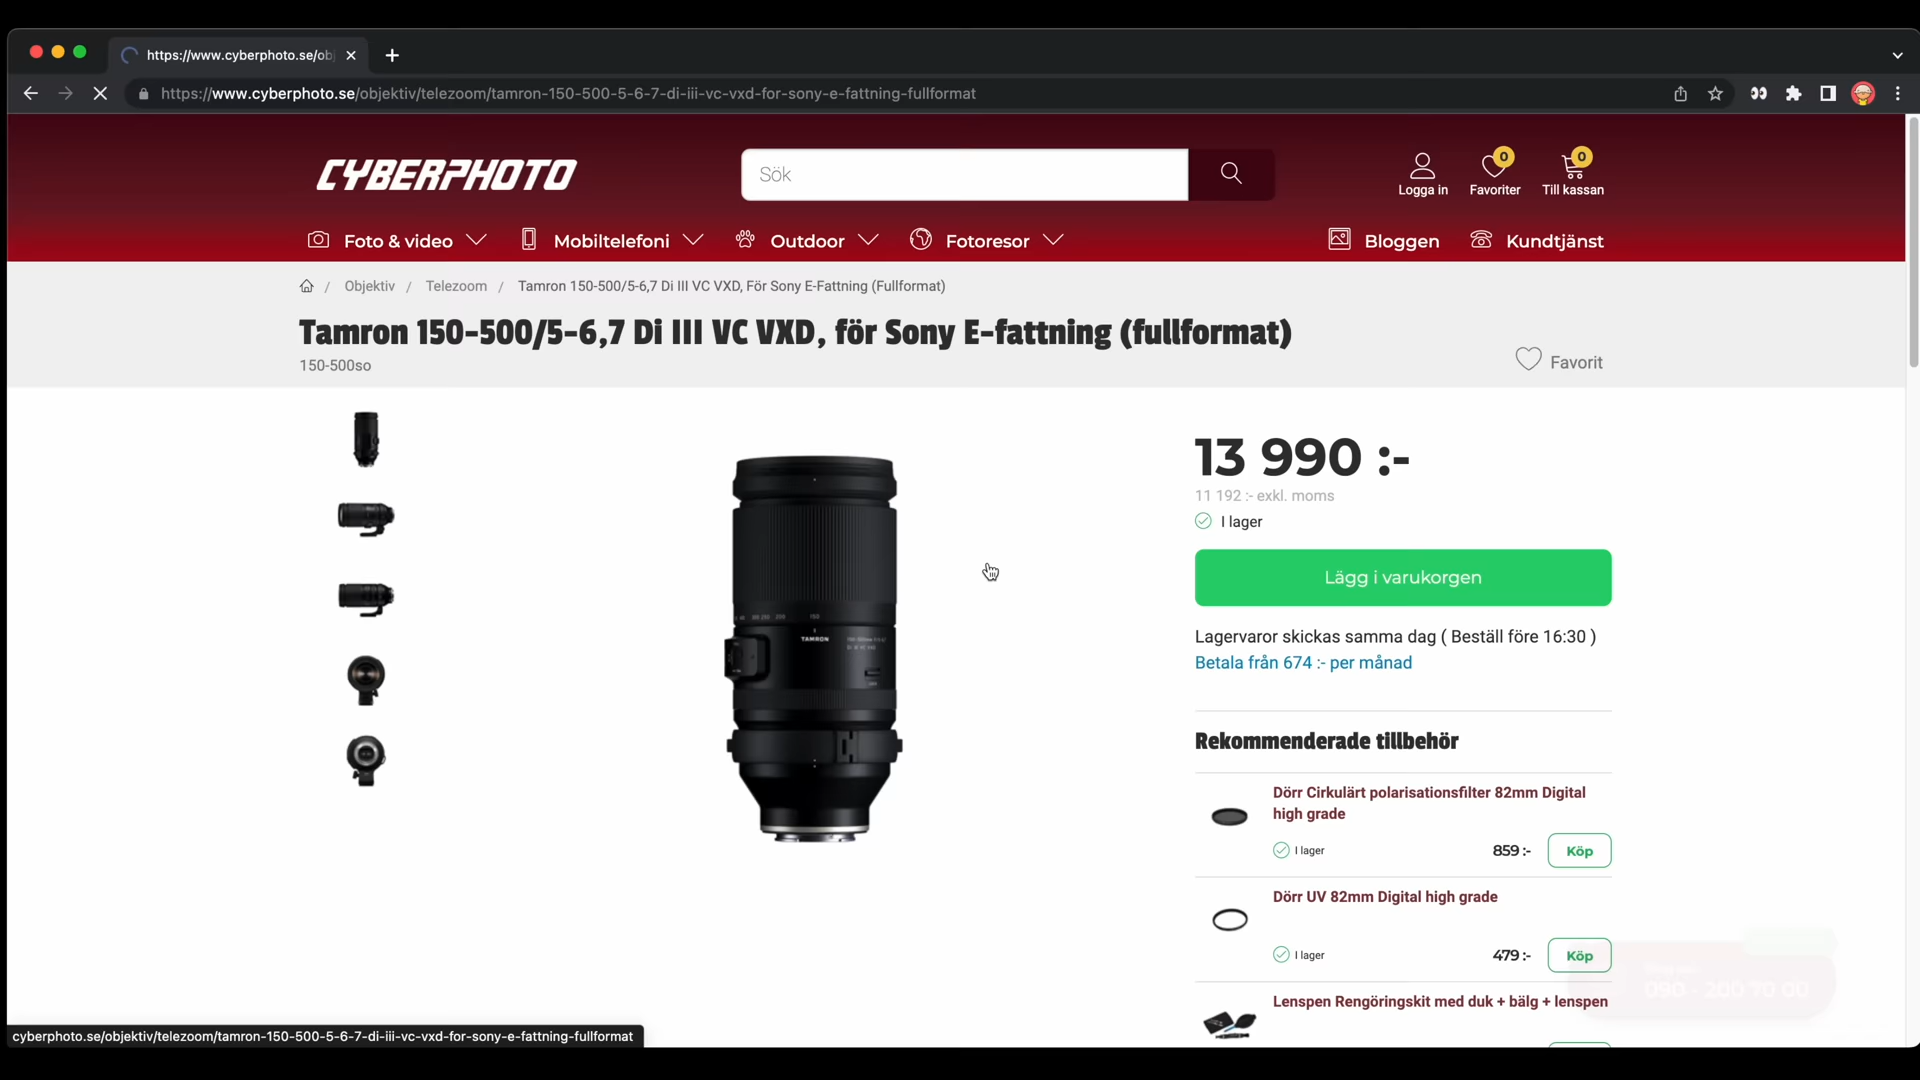 https://www.cyberphoto.se/ob
https://www.cyberphoto.se/objektiv/telezoom/tamron-150-500-5-6-7-di-iii-vc-vxd-for-sony-e-fattning-fullformat
CYBERPHOTO
Sök
0
0
Logga in
Favoriter
Till kassan
Foto & video
Mobiltelefoni
Outdoor
Fotoresor
Bloggen
Kundtjänst
/ Objektiv / Telezoom / Tamron 150-500/5-6,7 Di III VC VXD, För Sony E-Fattning (Fullformat)
Tamron 150-500/5-6,7 Di III VC VXD, för Sony E-fattning (fullformat)
150-500so
Favorit
13 990 :-
11 192 :- exkl. moms
I lager
Lägg i varukorgen
TAMRON
Lagervaror skickas samma dag ( Beställ före 16:30 )
Betala från 674 :- per månad
Rekommenderade tillbehör
Dörr Cirkulärt polarisationsfilter 82mm Digital
high grade
I lager
859 :-
Köp
Dörr UV 82mm Digital high grade
I lager
479 :-
Köp
090 - 200 70 00
Lenspen Rengöringskit med duk + bälg + lenspen
cyberphoto.se/objektiv/telezoom/tamron-150-500-5-6-7-di-iii-vc-vxd-for-sony-e-fattning-fullformat